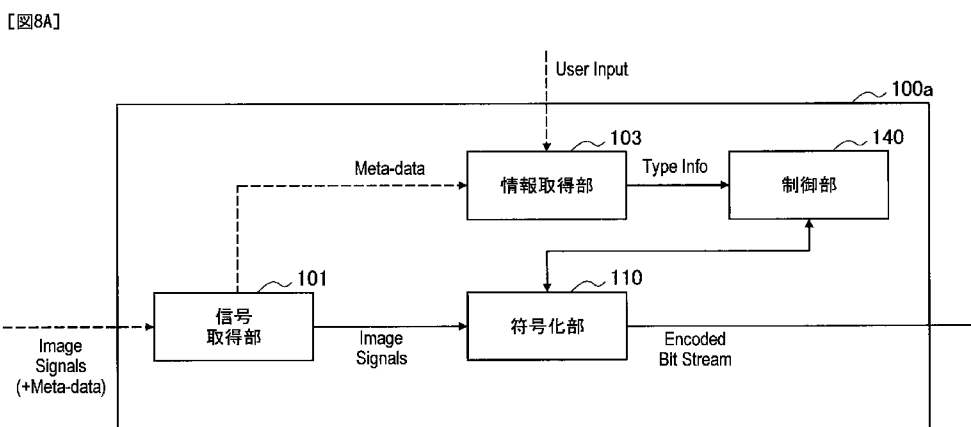 [図8A]
User Input
100a
103
140
Meta-data
情報取得部
Type Info
制御部
101
110
信号
取得部
Image
Signals
符号化部
Encoded
Bit Stream
Image
Signals
(+Meta-data)